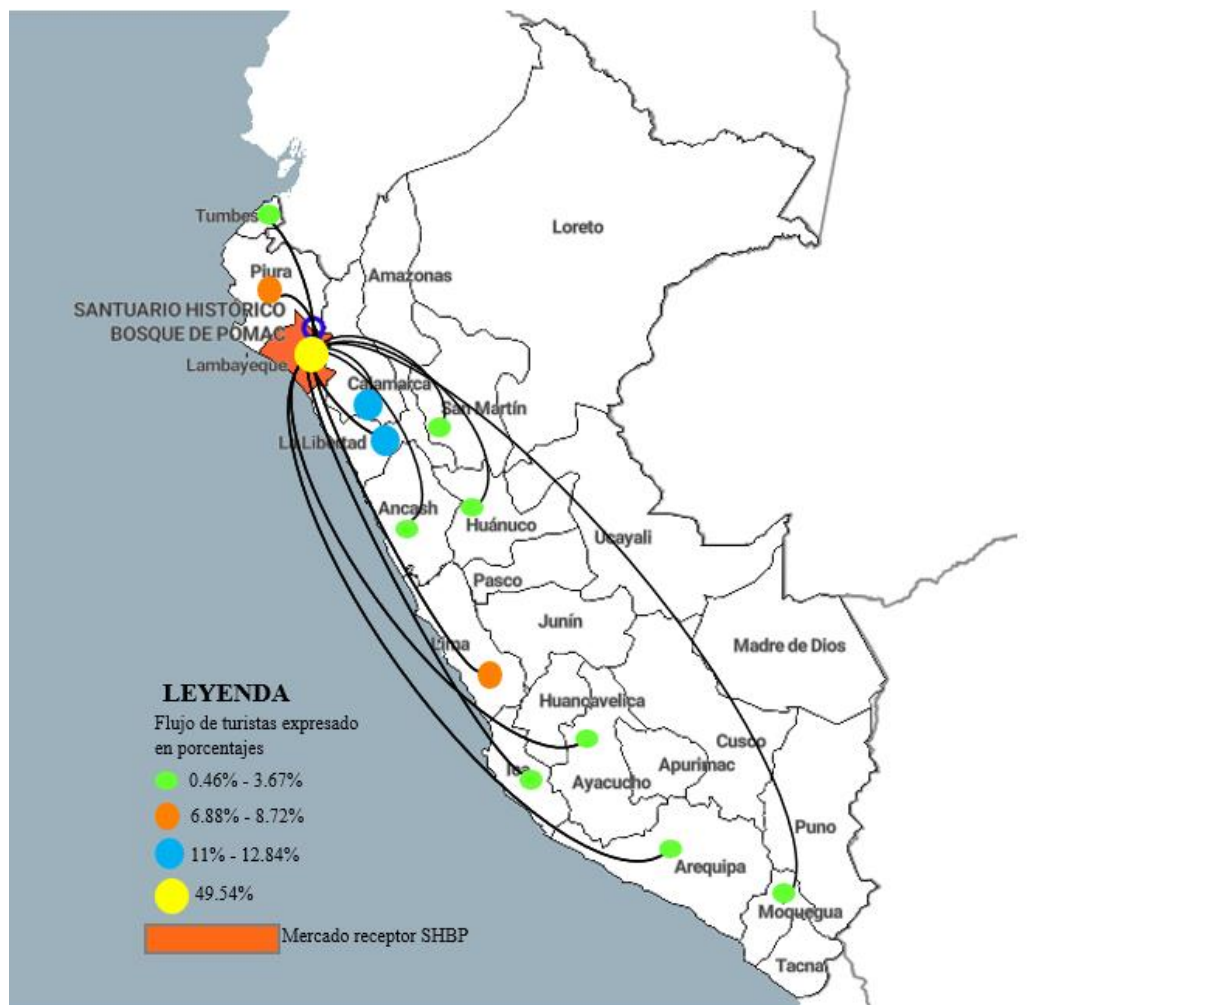 Loreto
Tumbes
Piura
Amazonas
SANTUARIO HISTÓRICO
BOSQUE DE POMAC
Lambayeque
Cajamarca
San Martín
La Libertad
Ancash
Huánuco
Ucayali
Pasco
Junín
Lima
Madre de Dios
Huancavelica
Cusco
Ica
Ayacucho
Apurimac
Puno
Arequipa
Moquegua
Tacna
LEYENDA
Flujo de turistas expresado
en porcentajes
0.46% - 3.67%
6.88% - 8.72%
11% - 12.84%
49.54%
Mercado receptor SHBP